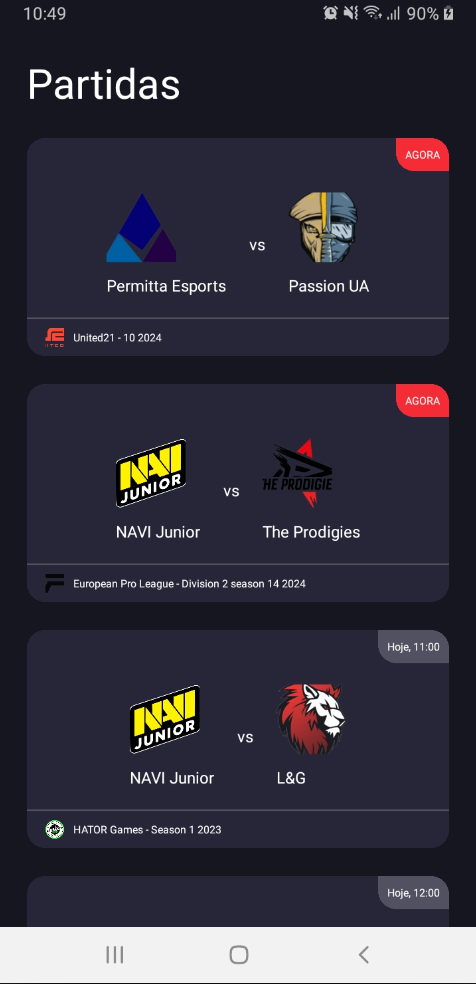 10:49 90%
Partidas
AGORA
vs
Permitta Esports Passion UA
United21 - 10 2024
AGORA
NAVI
JUNIOR
vs
THE PRODIGIE
NAVI Junior The Prodigies
European Pro League - Division 2 season 14 2024
Hoje, 11:00
NAVI
JUNIOR
vs
NAVI Junior L&G
HATOR Games - Season 1 2023
Hoje, 12:00